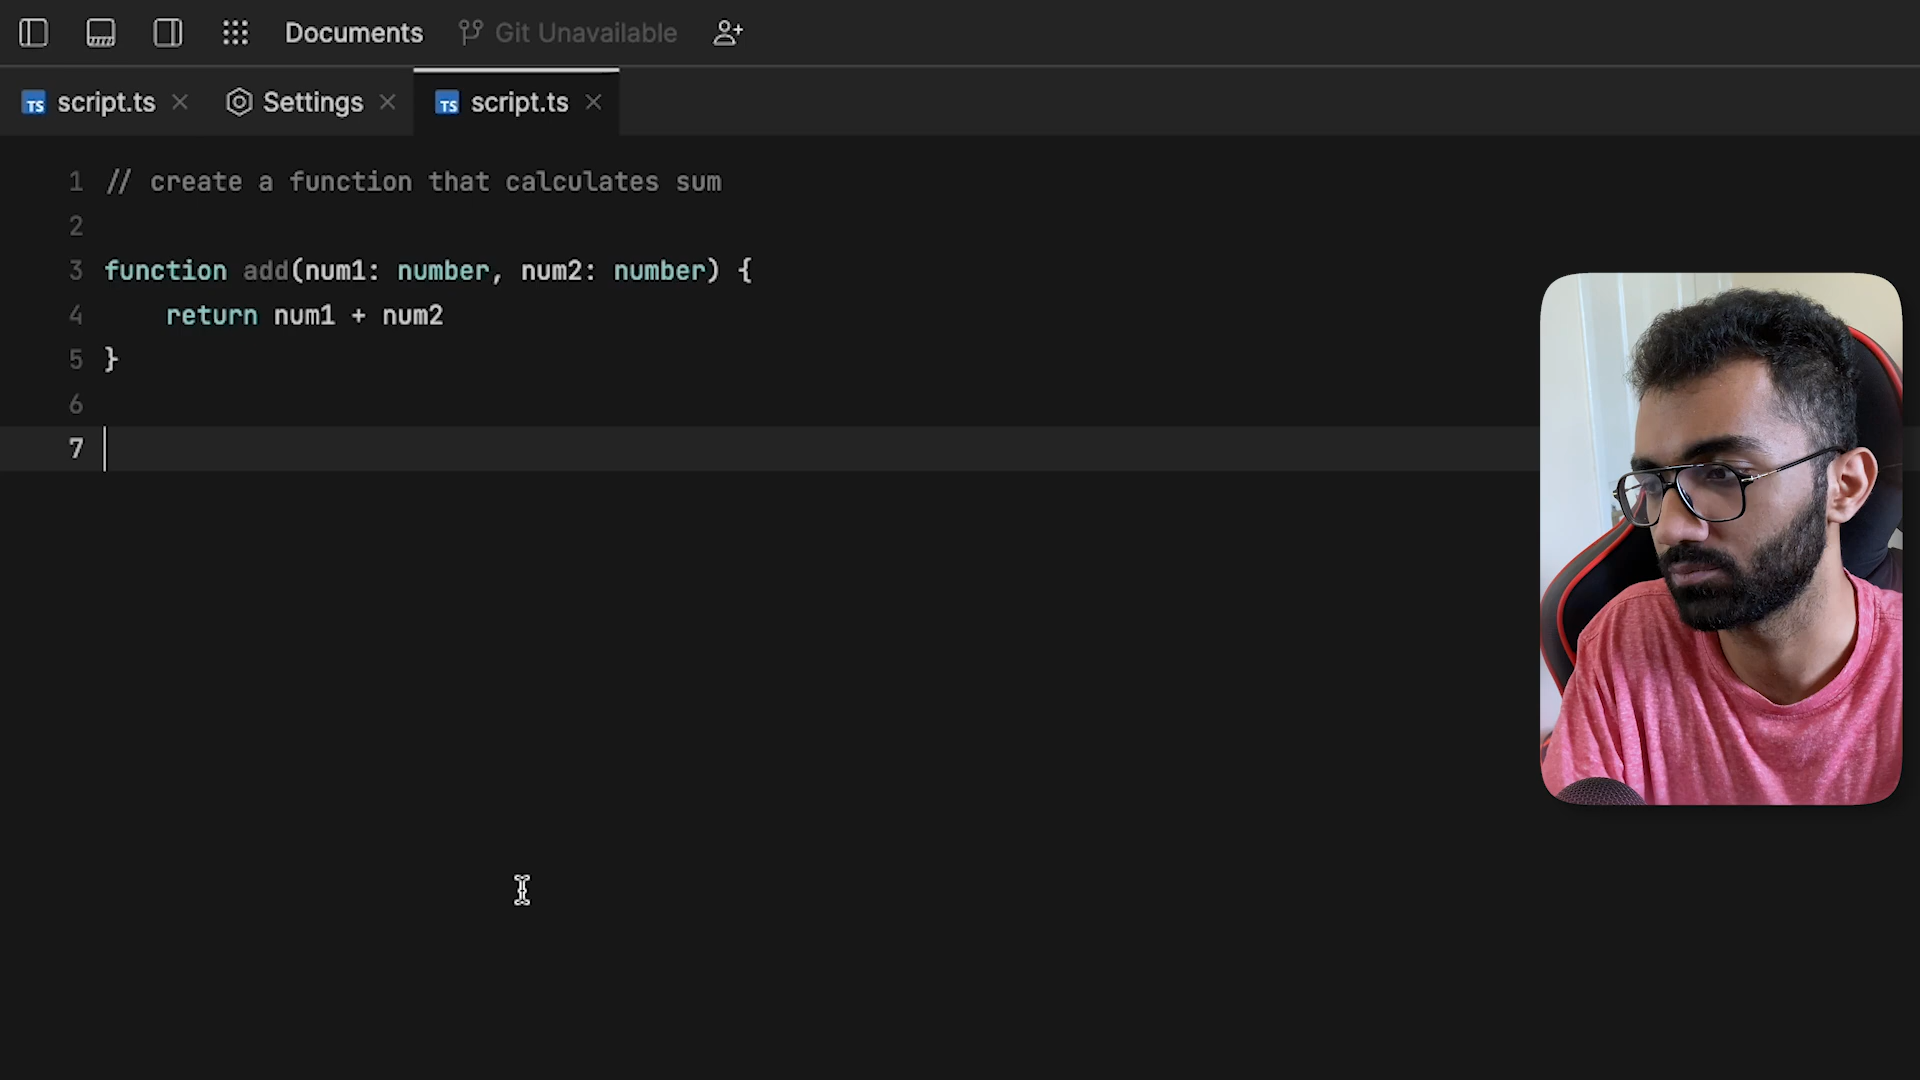 Documents Git Unavailable
TS script.ts Settings TS script.ts
1 // create a function that calculates sum
2
3 function add(num1: number, num2: number) {
4 return num1 + num2
5 }
6
7